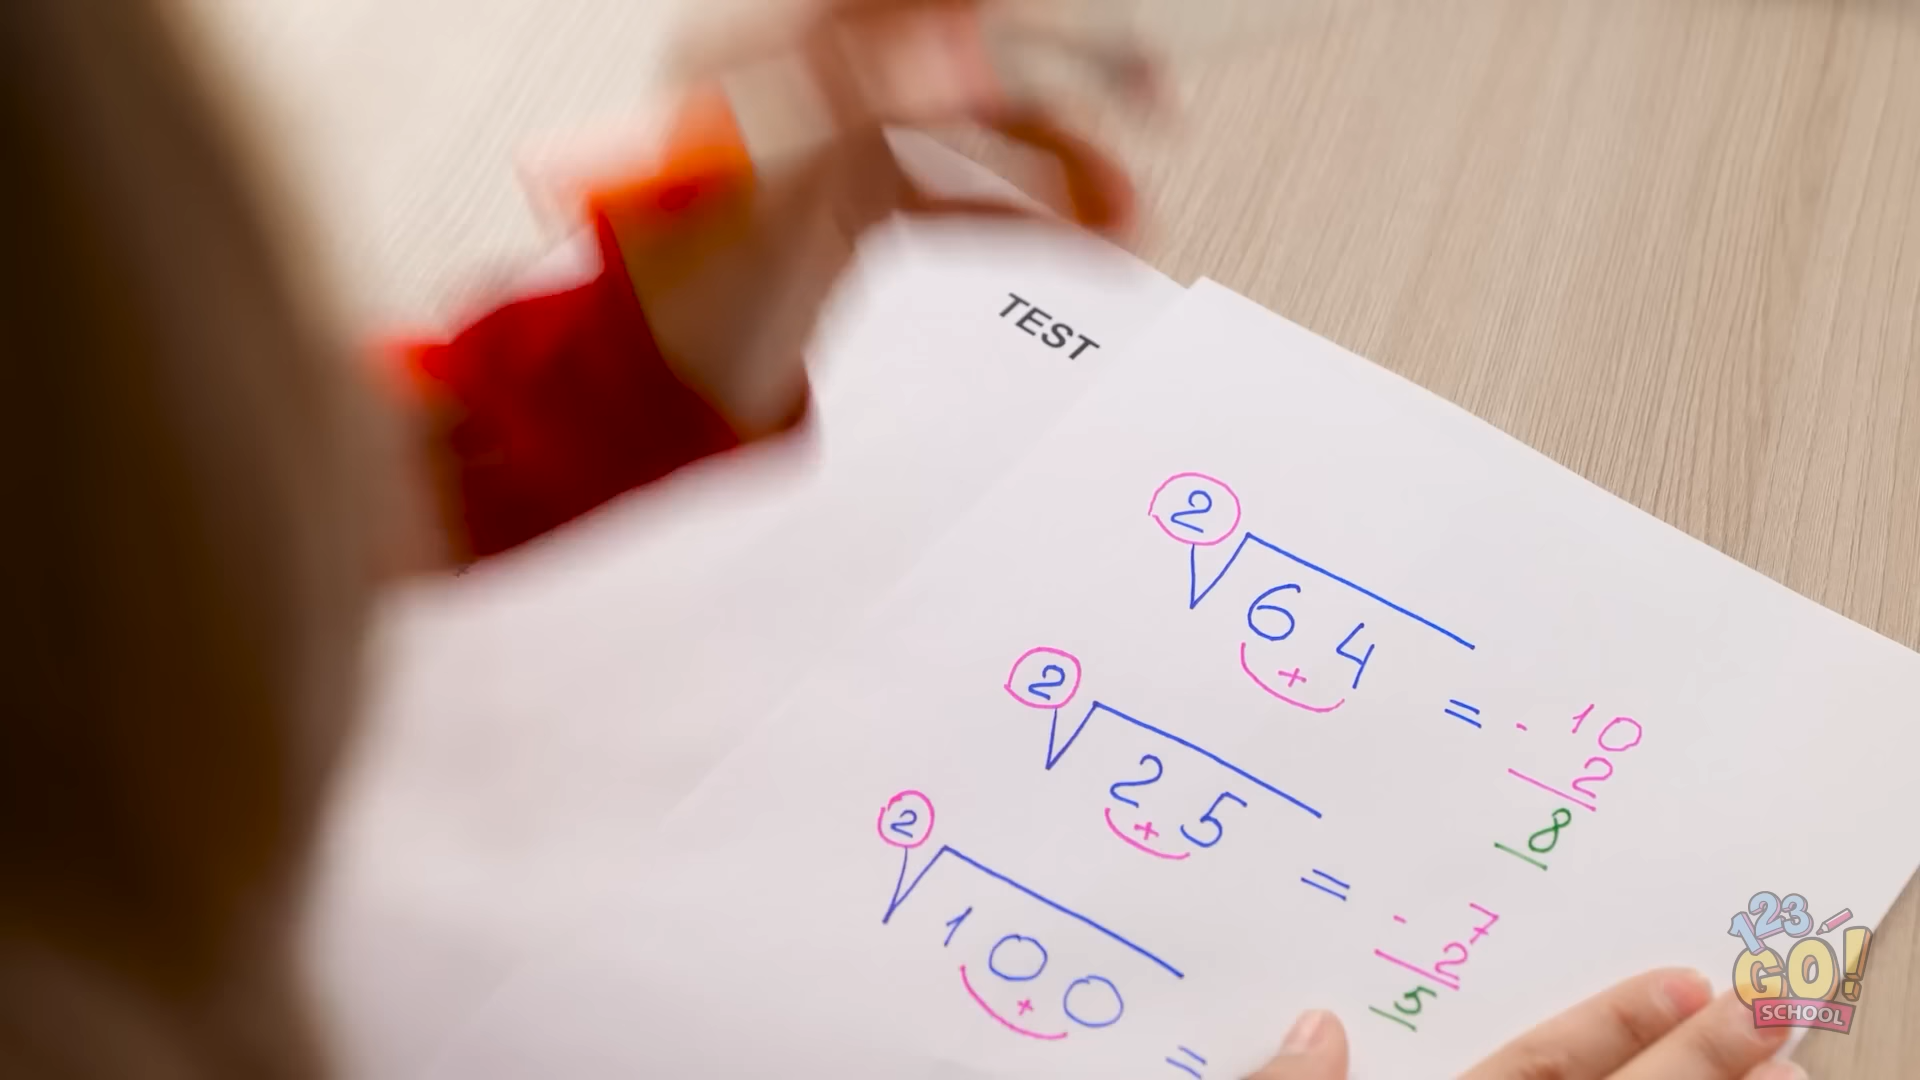 TEST
2√64 = - 10
+
2
8
2√25 = - 7
+
2
5
2√100 =
+
123
GO!
SCHOOL